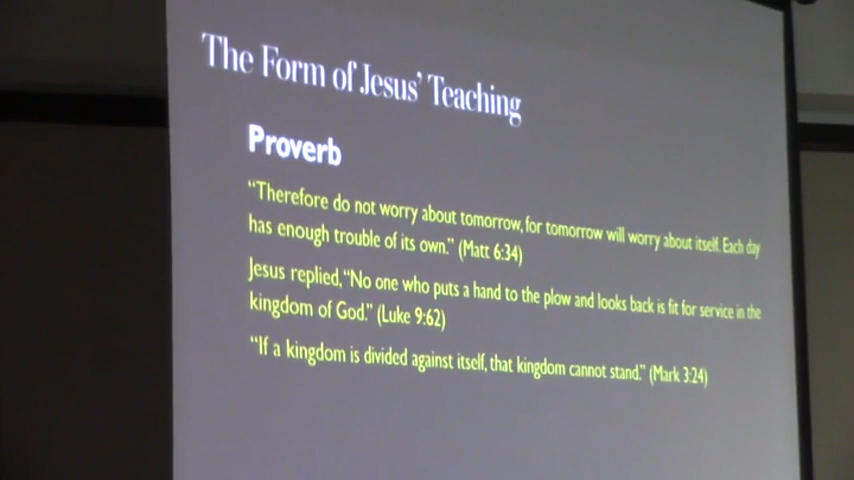 The Form of Jesus' Teaching
Proverb
"Therefore do not worry about tomorrow, for tomorrow will worry about itself. Each day
has enough trouble of its own." (Matt 6:34)
Jesus replied, "No one who puts a hand to the plow and looks back is fit for service in the
kingdom of God." (Luke 9:62)
"If a kingdom is divided against itself, that kingdom cannot stand." (Mark 3:24)